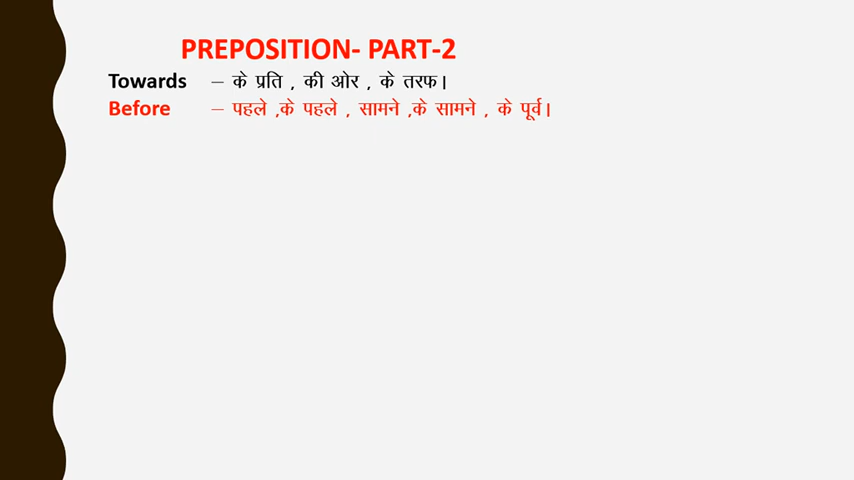 PREPOSITION- PART-2
Towards – के प्रति , की ओर , के तरफ।
Before – पहले ,के पहले , सामने ,के सामने , के पूर्व।